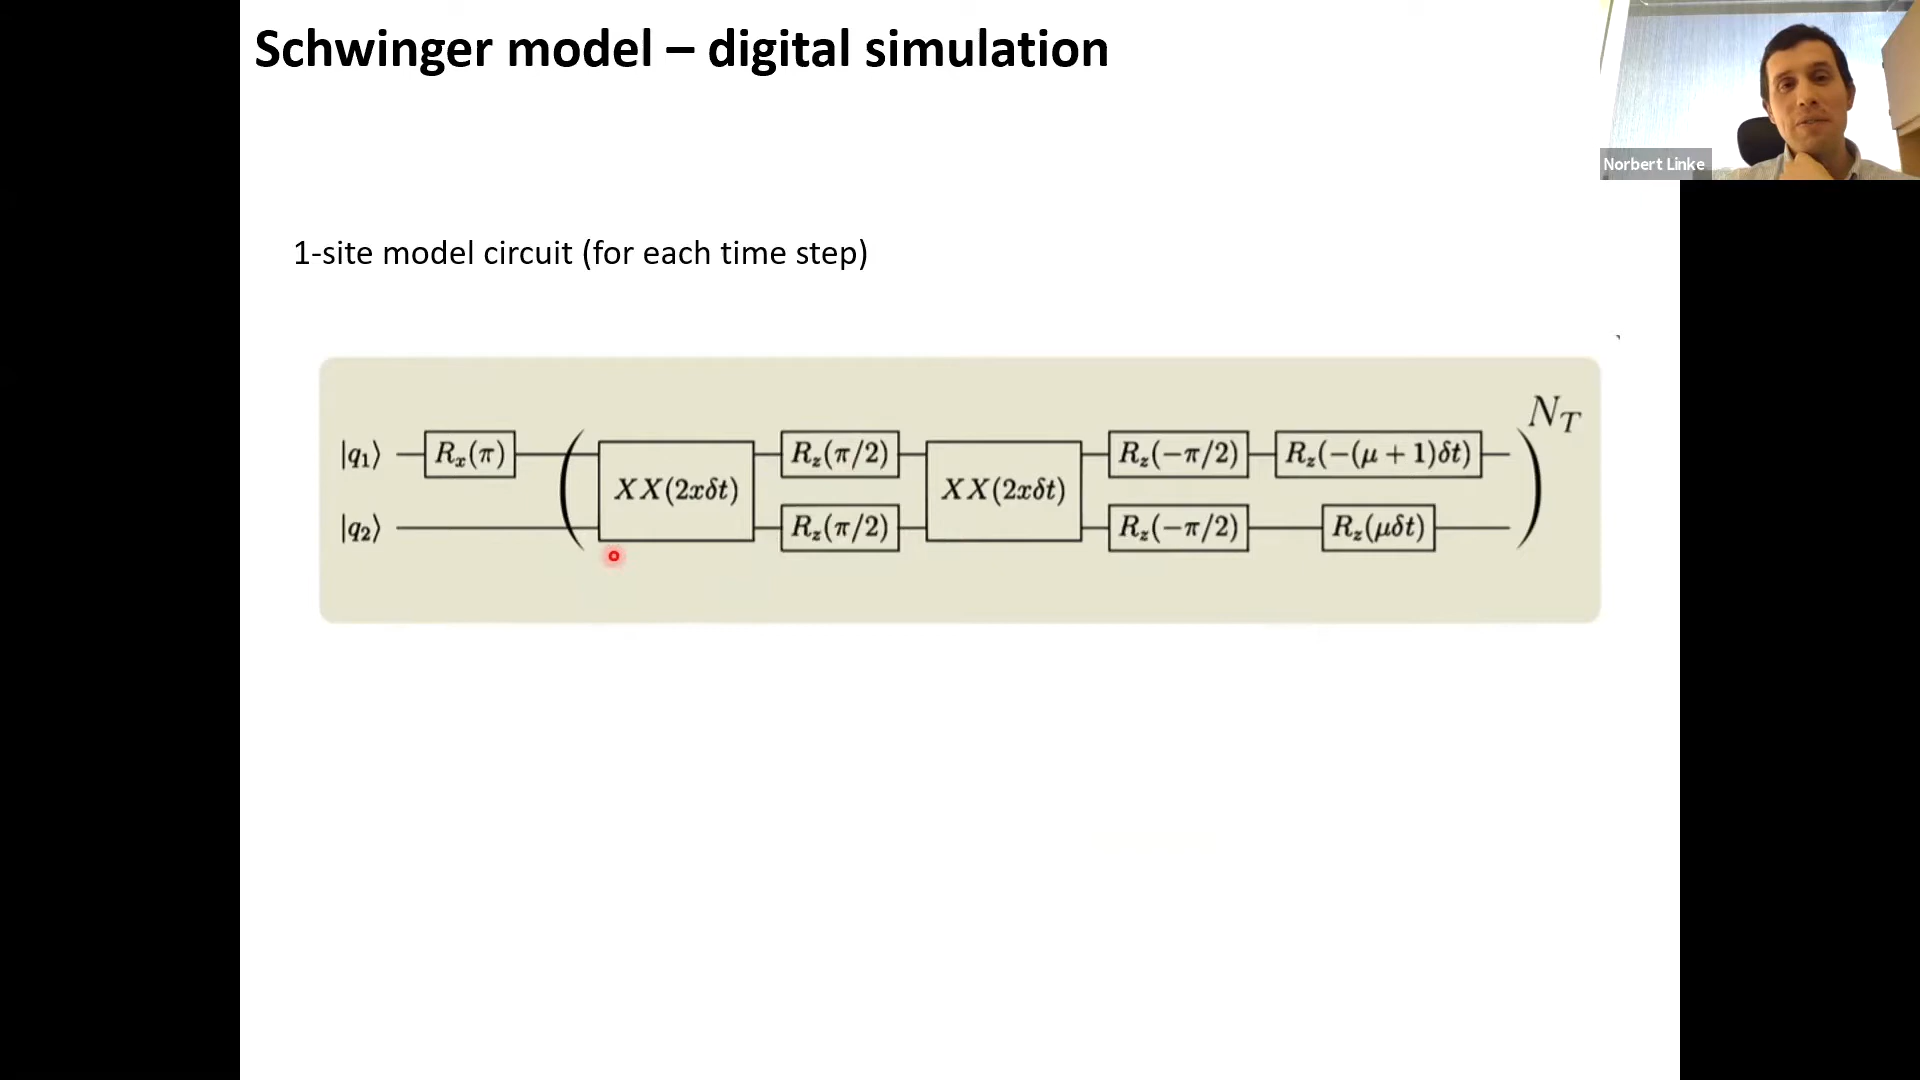 Schwinger model – digital simulation
Norbert Linke
1-site model circuit (for each time step)
N_T
|q₁⟩ R_x(π) ( XX(2xδt) R_z(π/2) XX(2xδt) R_z(−π/2) R_z(−(μ + 1)δt) )
|q₂⟩ R_z(π/2) R_z(−π/2) R_z(μδt)